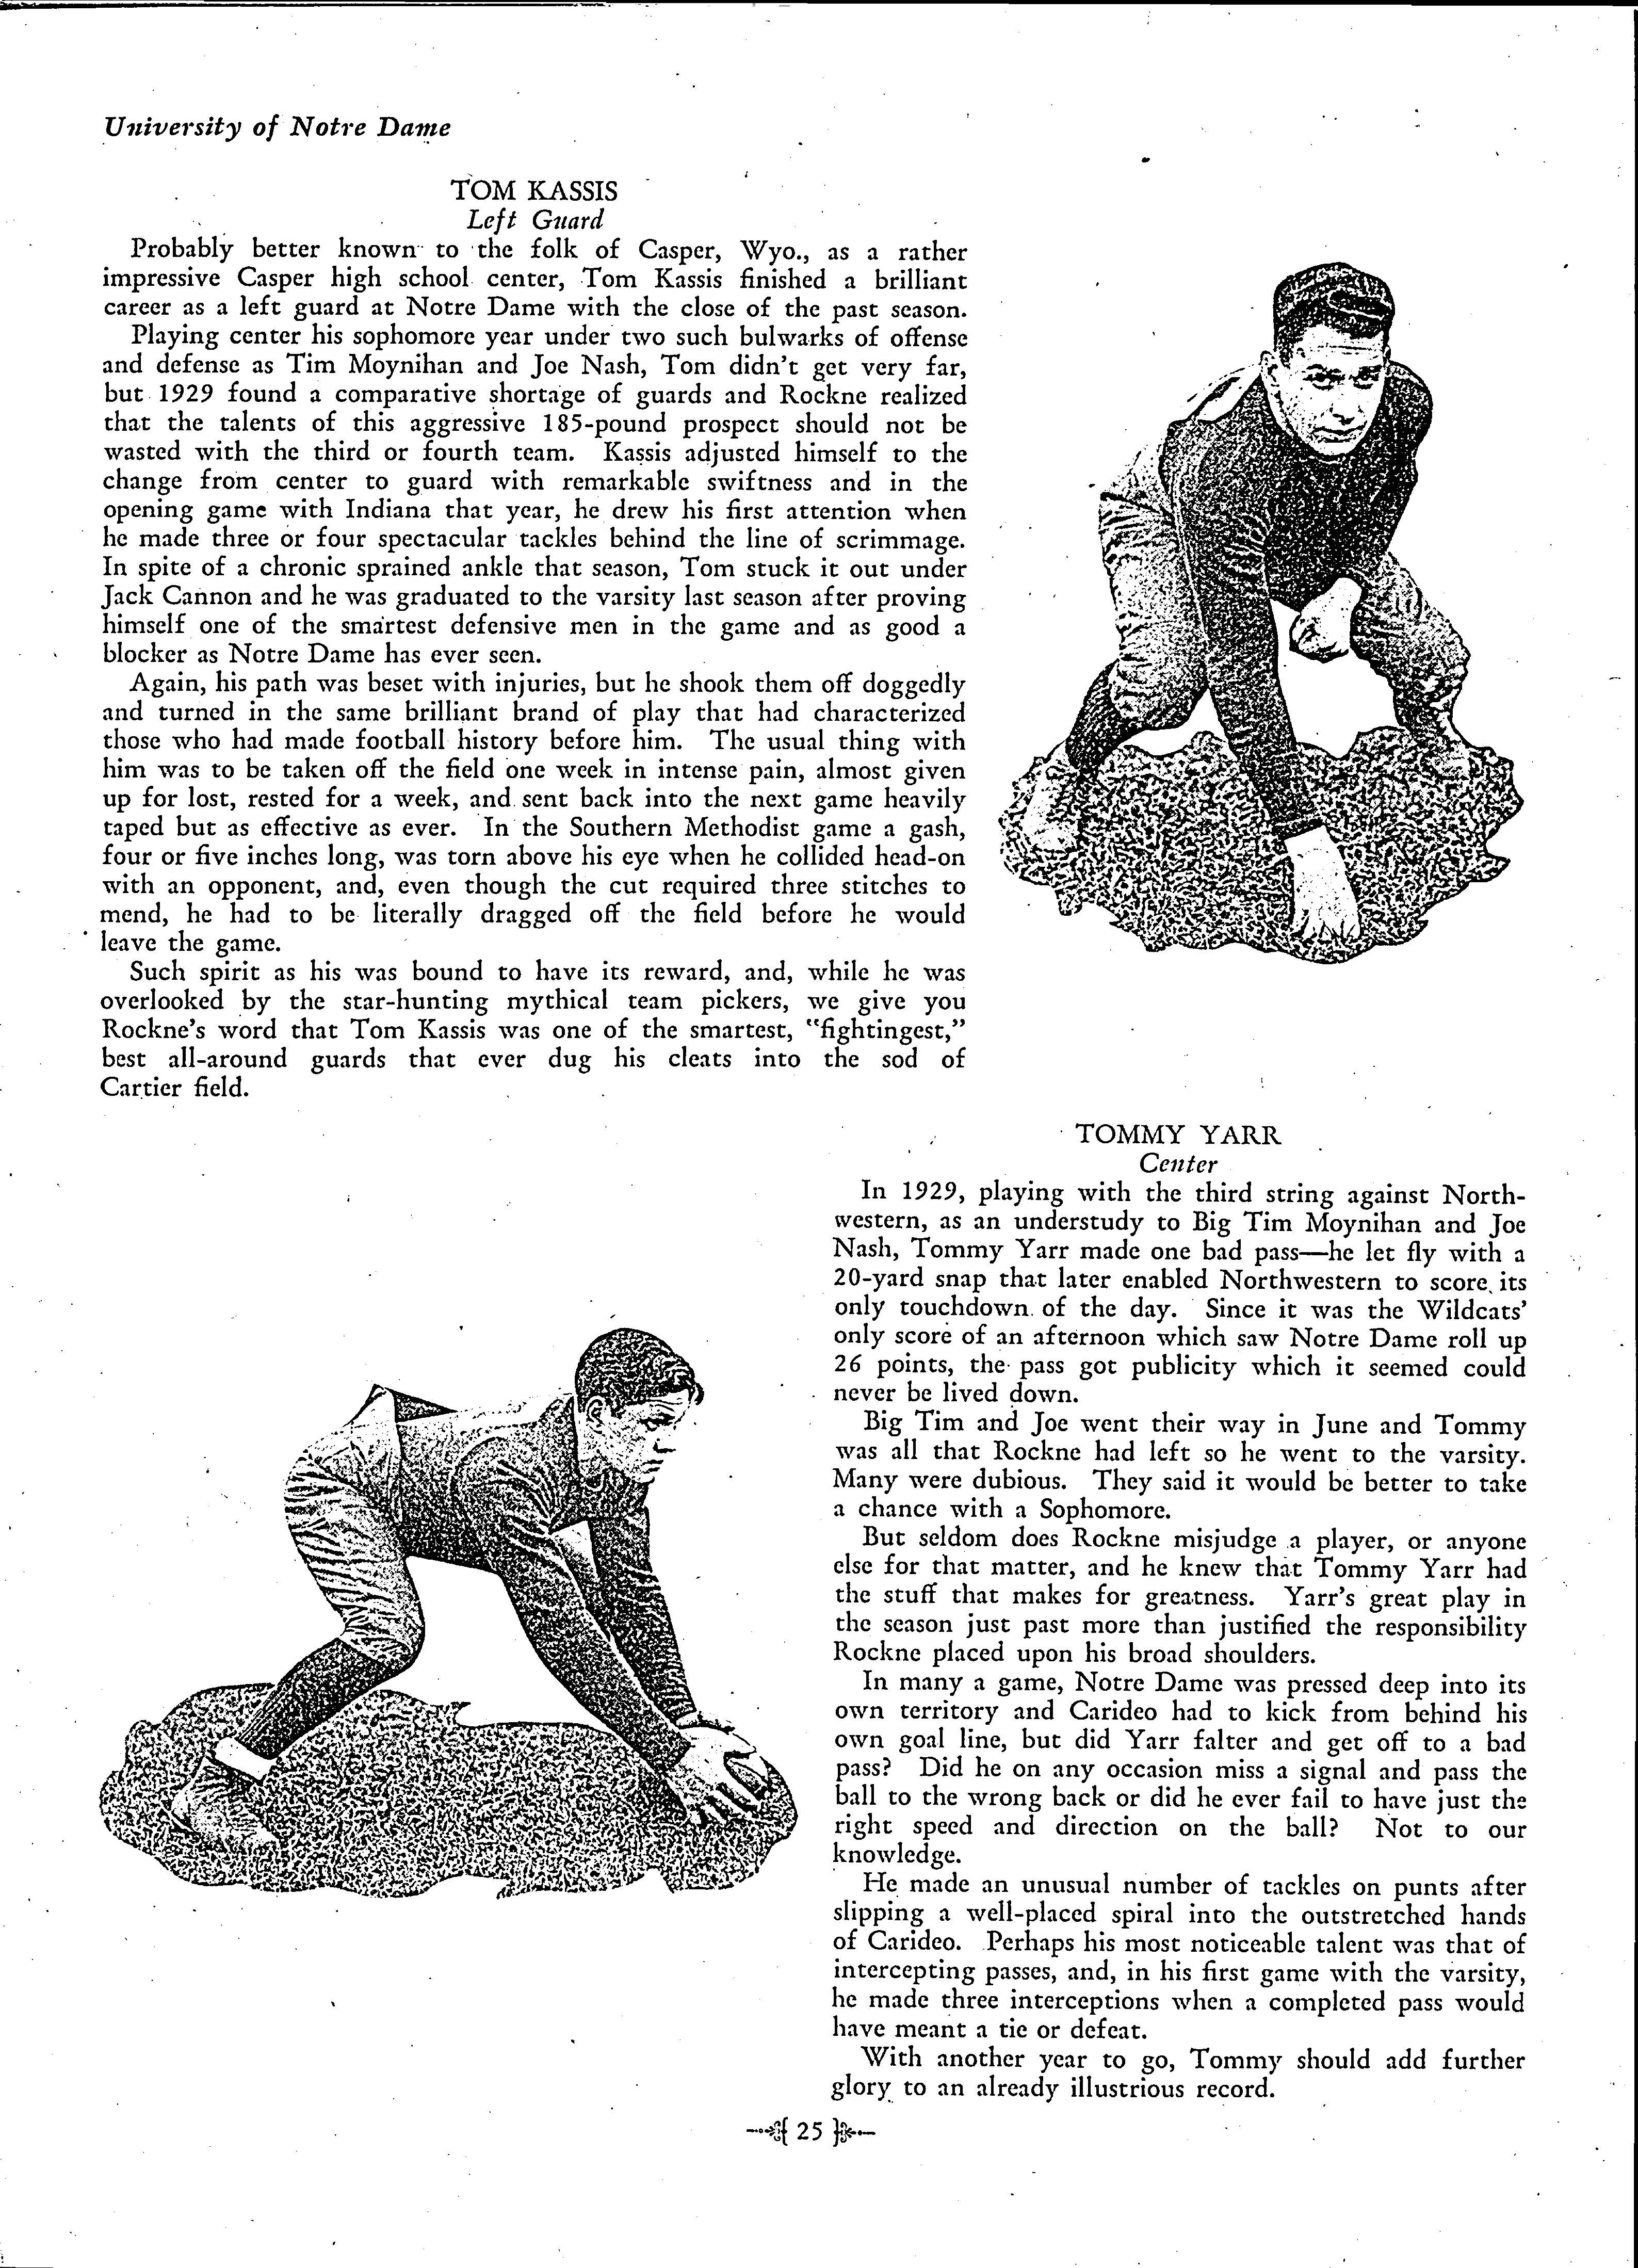 University of Notre Dame
TOM KASSIS
Left Guard
Probably better known to the folk of Casper, Wyo., as a rather
impressive Casper high school center, Tom Kassis finished a brilliant
career as a left guard at Notre Dame with the close of the past season.
Playing center his sophomore year under two such bulwarks of offense
and defense as Tim Moynihan and Joe Nash, Tom didn't get very far,
but 1929 found a comparative shortage of guards and Rockne realized
that the talents of this aggressive 185-pound prospect should not be
wasted with the third or fourth team. Kassis adjusted himself to the
change from center to guard with remarkable swiftness and in the
opening game with Indiana that year, he drew his first attention when
he made three or four spectacular tackles behind the line of scrimmage.
In spite of a chronic sprained ankle that season, Tom stuck it out under
Jack Cannon and he was graduated to the varsity last season after proving
himself one of the smartest defensive men in the game and as good a
blocker as Notre Dame has ever seen.
Again, his path was beset with injuries, but he shook them off doggedly
and turned in the same brilliant brand of play that had characterized
those who had made football history before him. The usual thing with
him was to be taken off the field one week in intense pain, almost given
up for lost, rested for a week, and sent back into the next game heavily
taped but as effective as ever. In the Southern Methodist game a gash,
four or five inches long, was torn above his eye when he collided head-on
with an opponent, and, even though the cut required three stitches to
mend, he had to be literally dragged off the field before he would
leave the game.
Such spirit as his was bound to have its reward, and, while he was
overlooked by the star-hunting mythical team pickers, we give you
Rockne's word that Tom Kassis was one of the smartest, "fightingest,"
best all-around guards that ever dug his cleats into the sod of
Cartier field.
TOMMY YARR
Center
In 1929, playing with the third string against North-
western, as an understudy to Big Tim Moynihan and Joe
Nash, Tommy Yarr made one bad pass—he let fly with a
20-yard snap that later enabled Northwestern to score its
only touchdown of the day. Since it was the Wildcats'
only score of an afternoon which saw Notre Dame roll up
26 points, the pass got publicity which it seemed could
never be lived down.
Big Tim and Joe went their way in June and Tommy
was all that Rockne had left so he went to the varsity.
Many were dubious. They said it would be better to take
a chance with a Sophomore.
But seldom does Rockne misjudge a player, or anyone
else for that matter, and he knew that Tommy Yarr had
the stuff that makes for greatness. Yarr's great play in
the season just past more than justified the responsibility
Rockne placed upon his broad shoulders.
In many a game, Notre Dame was pressed deep into its
own territory and Carideo had to kick from behind his
own goal line, but did Yarr falter and get off to a bad
pass? Did he on any occasion miss a signal and pass the
ball to the wrong back or did he ever fail to have just the
right speed and direction on the ball? Not to our
knowledge.
He made an unusual number of tackles on punts after
slipping a well-placed spiral into the outstretched hands
of Carideo. Perhaps his most noticeable talent was that of
intercepting passes, and, in his first game with the varsity,
he made three interceptions when a completed pass would
have meant a tie or defeat.
With another year to go, Tommy should add further
glory to an already illustrious record.
25